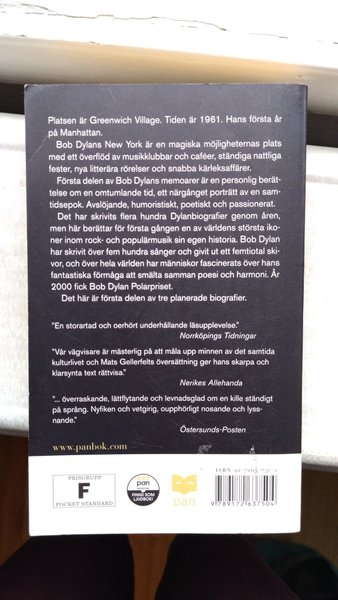 Platsen är Greenwich Village. Tiden är 1961. Hans första år
på Manhattan.
Bob Dylans New York är en magiska möjligheternas plats
med ett överflöd av musikklubbar och caféer, ständiga nattliga
fester, nya litterära rörelser och snabba kärleksaffärer.
Första delen av Bob Dylans memoarer är en personlig berät-
telse om en omtumlande tid, ett närgånget porträtt av en sam-
tidsepok. Avslöjande, humoristiskt, poetiskt och passionerat.
Det har skrivits flera hundra Dylanbiografier genom åren,
men här berättar för första gången en av världens största iko-
ner inom rock- och populärmusik sin egen historia. Bob Dylan
har skrivit över fem hundra sånger och givit ut ett femtiotal ski-
vor, och över hela världen har människor fascinerats över hans
fantastiska förmåga att smälta samman poesi och harmoni. År
2000 fick Bob Dylan Polarpriset.
Det här är första delen av tre planerade biografier.
"En storartad och oerhört underhållande läsupplevelse."
Norrköpings Tidningar
"Vår vägvisare är mästerlig på att måla upp minnen av det samtida
kulturlivet och Mats Gellerfelts översättning ger hans skarpa och
klarsynta text rättvisa."
Nerikes Allehanda
"... överraskande, lättflytande och levnadsglad om en kille ständigt
på språng. Nyfiken och vetgirig, oupphörligt nosande och lyss-
nande."
Östersunds-Posten
www.panbok.com
PRISGRUPP
F
POCKET STANDARD
pan
FINNS SOM
LJUDBOK!
pan
9789172637504